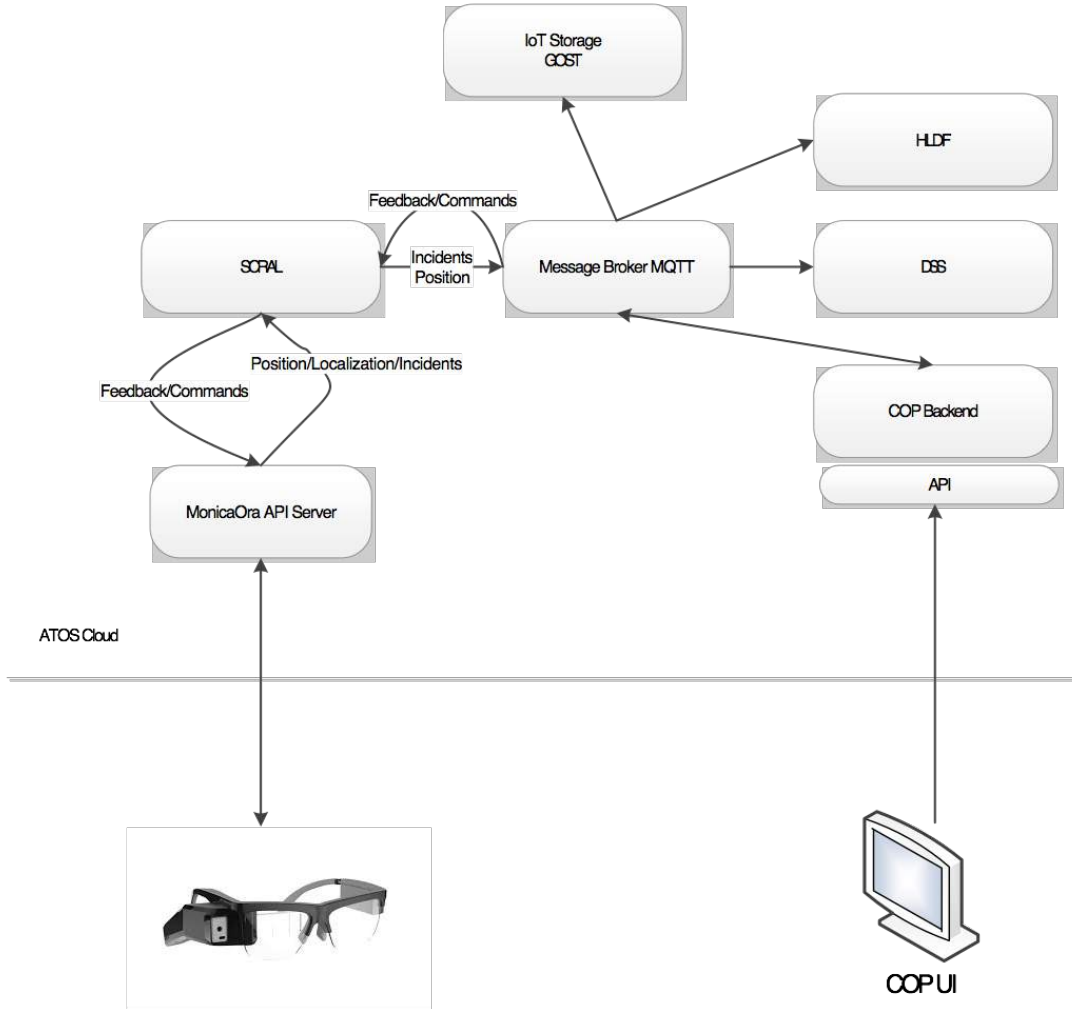 IoT Storage
GOST
HLDF
Feedback/Commands
SCRAL
Incidents
Position
Message Broker MQTT
DSS
Position/Localization/Incidents
Feedback/Commands
COP Backend
API
MonicaOra API Server
ATOS Cloud
COP UI